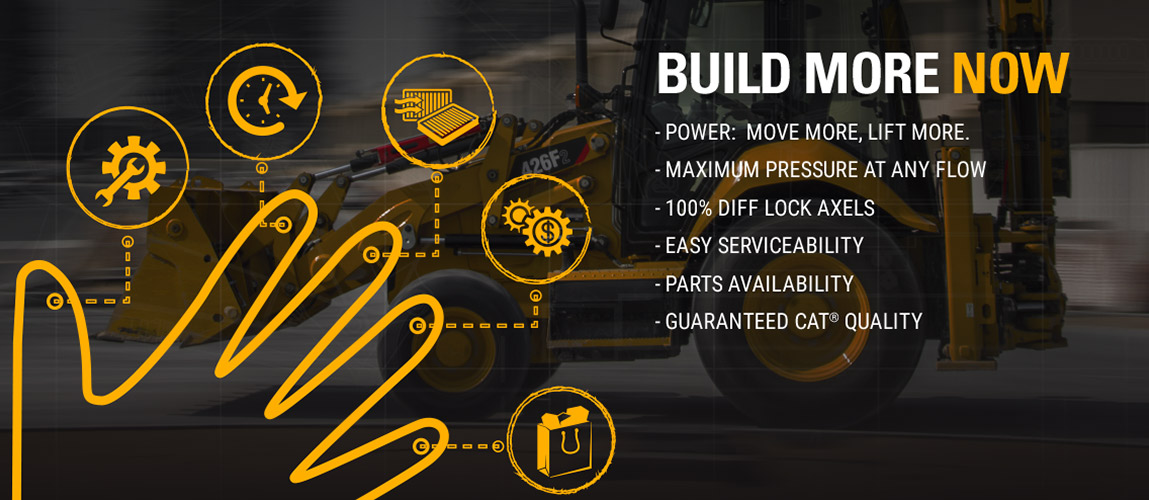 BUILD MORE NOW
- POWER:  MOVE MORE, LIFT MORE.
- MAXIMUM PRESSURE AT ANY FLOW
- 100% DIFF LOCK AXELS
- EASY SERVICEABILITY
- PARTS AVAILABILITY
- GUARANTEED CAT® QUALITY
426F2
$